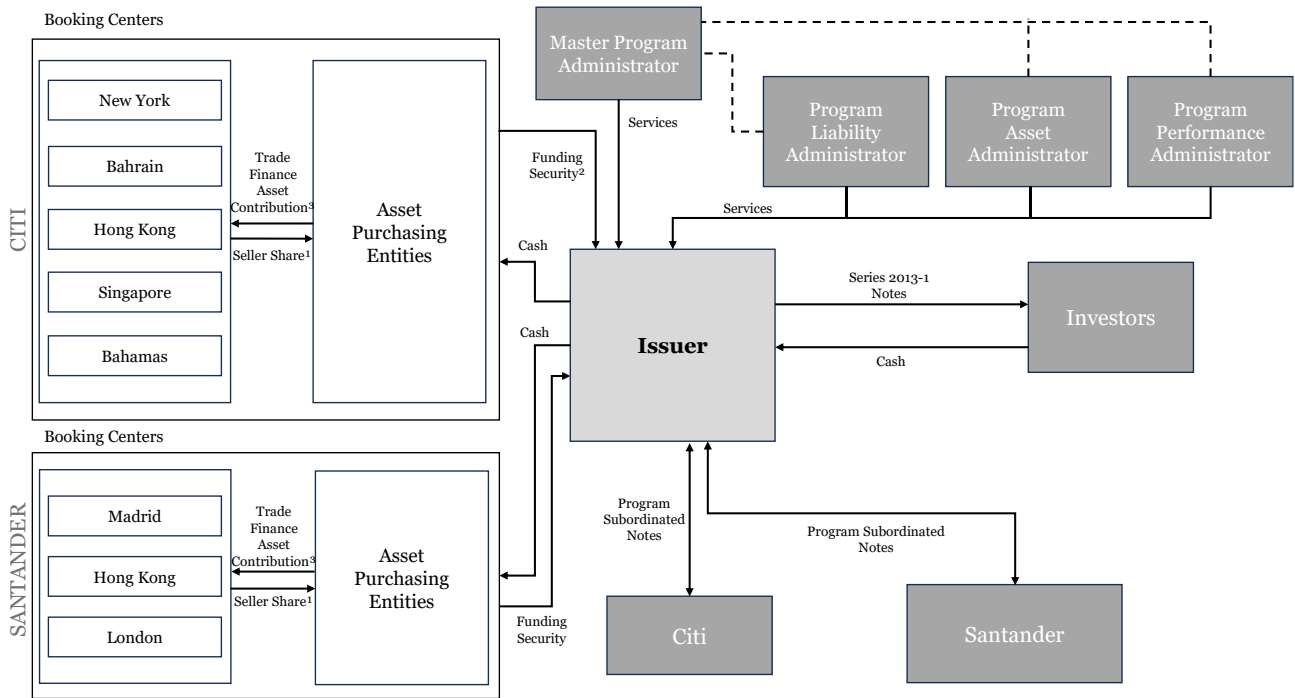 Booking Centers
CITI
New York
Bahrain
Hong Kong
Singapore
Bahamas
Trade
Finance
Asset
Contribution³
Seller Share¹
Asset
Purchasing
Entities
Funding
Security²
Cash
Master Program
Administrator
Services
Program
Liability
Administrator
Program
Asset
Administrator
Program
Performance
Administrator
Services
Issuer
Series 2013-1
Notes
Cash
Investors
Booking Centers
SANTANDER
Madrid
Hong Kong
London
Trade
Finance
Asset
Contribution³
Seller Share¹
Asset
Purchasing
Entities
Cash
Funding
Security
Program
Subordinated
Notes
Program Subordinated
Notes
Citi
Santander